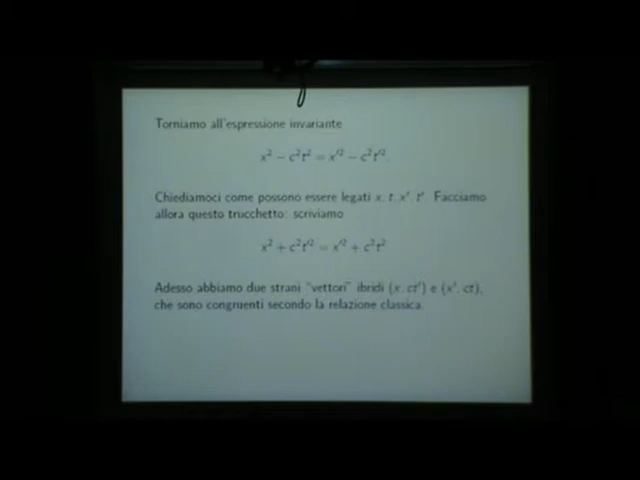 Torniamo all'espressione invariante
x² − c²t² = x′² − c²t′²
Chiediamoci come possono essere legati x, t, x′, t′. Facciamo
allora questo trucchetto: scriviamo
x² + c²t′² = x′² + c²t²
Adesso abbiamo due strani "vettori" ibridi (x, ct′) e (x′, ct),
che sono congruenti secondo la relazione classica.